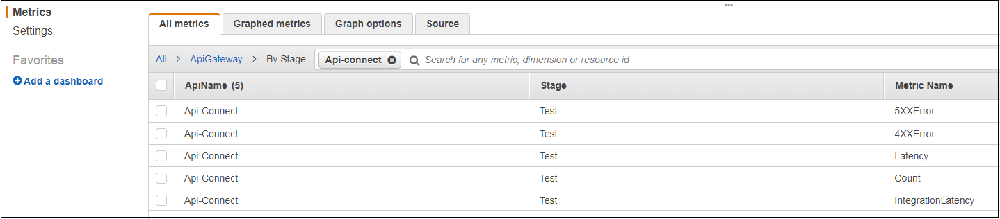 Metrics
Settings
Favorites
Add a dashboard
All metrics Graphed metrics Graph options Source
All > ApiGateway > By Stage Api-connect Search for any metric, dimension or resource id
ApiName (5) Stage Metric Name
Api-Connect Test 5XXError
Api-Connect Test 4XXError
Api-Connect Test Latency
Api-Connect Test Count
Api-Connect Test IntegrationLatency